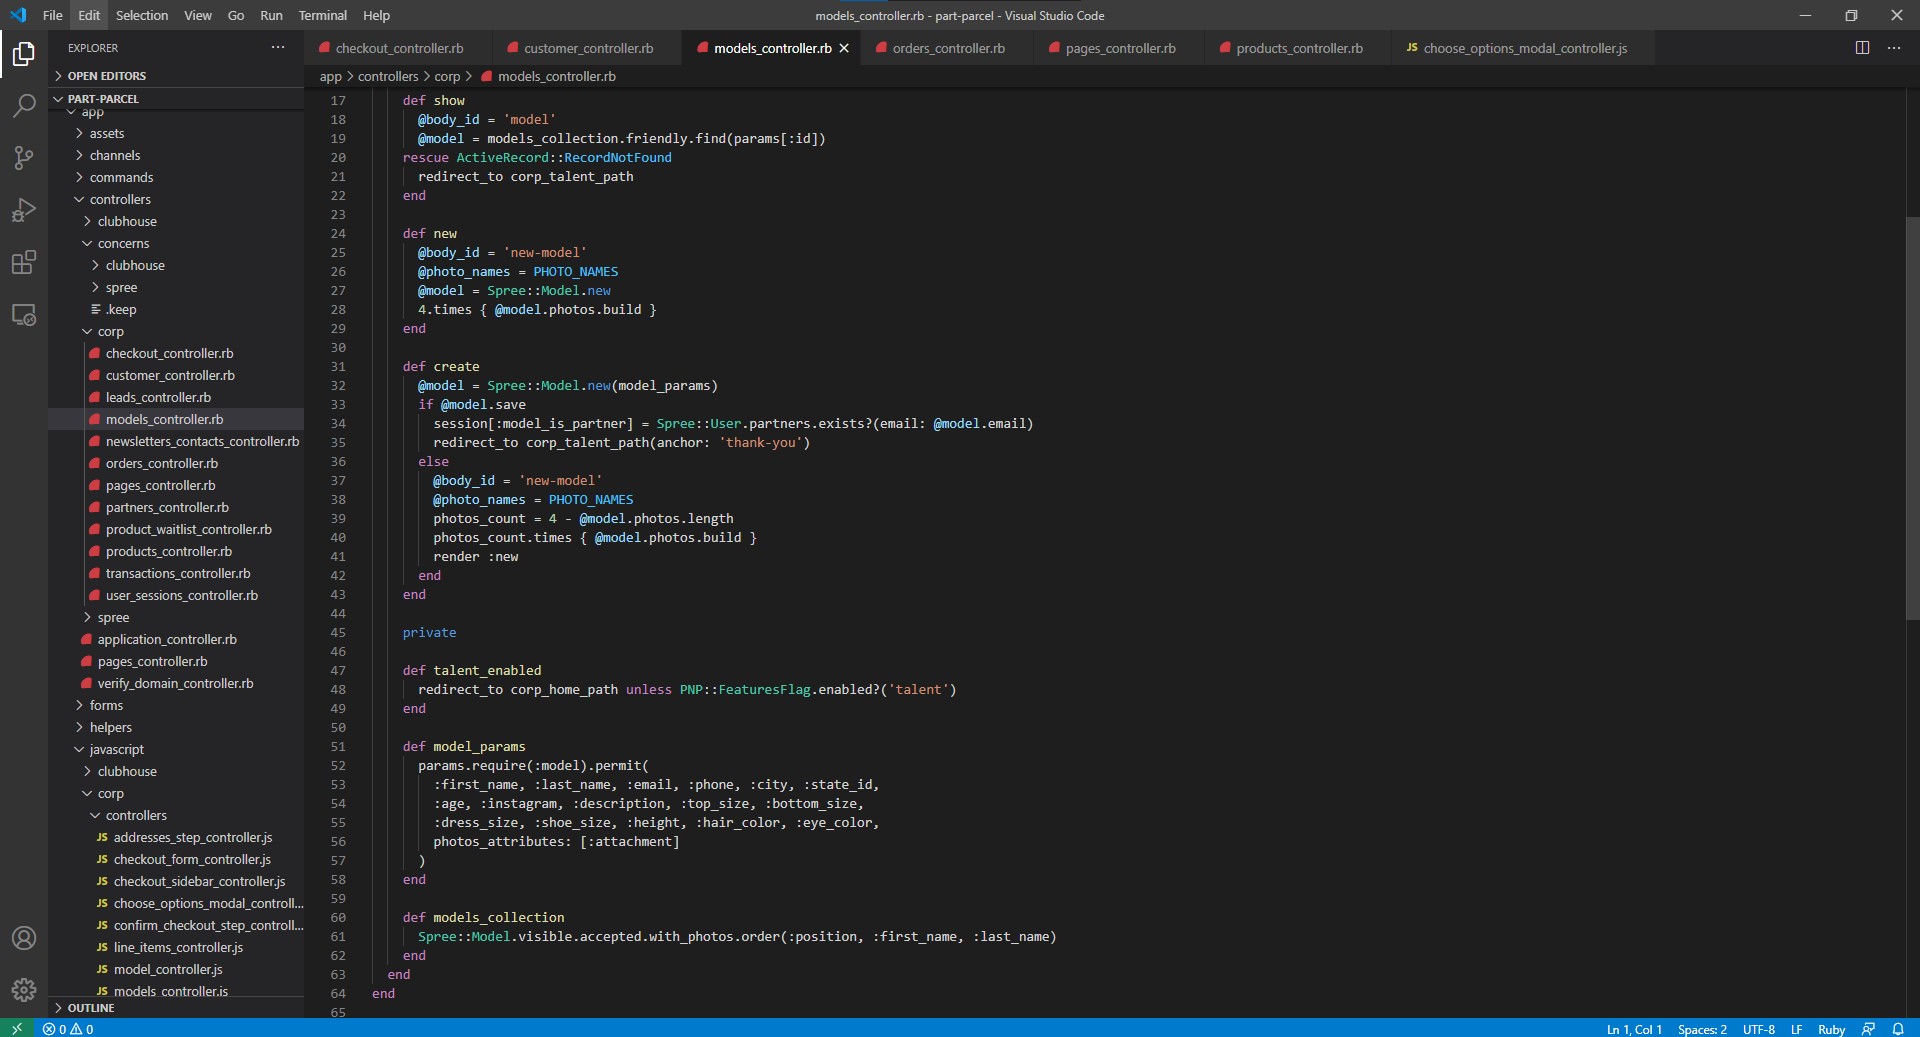 File Edit Selection View Go Run Terminal Help
models_controller.rb - part-parcel - Visual Studio Code
EXPLORER
OPEN EDITORS
PART-PARCEL
app
assets
channels
commands
controllers
clubhouse
concerns
clubhouse
spree
.keep
corp
checkout_controller.rb
customer_controller.rb
leads_controller.rb
models_controller.rb
newsletters_contacts_controller.rb
orders_controller.rb
pages_controller.rb
partners_controller.rb
product_waitlist_controller.rb
products_controller.rb
transactions_controller.rb
user_sessions_controller.rb
spree
application_controller.rb
pages_controller.rb
verify_domain_controller.rb
forms
helpers
javascript
clubhouse
corp
controllers
JS addresses_step_controller.js
JS checkout_form_controller.js
JS checkout_sidebar_controller.js
JS choose_options_modal_controll...
JS confirm_checkout_step_controll...
JS line_items_controller.js
JS model_controller.js
JS models_controller.js
OUTLINE
checkout_controller.rb customer_controller.rb models_controller.rb orders_controller.rb pages_controller.rb products_controller.rb JS choose_options_modal_controller.js
app > controllers > corp > models_controller.rb
17 def show
18 @body_id = 'model'
19 @model = models_collection.friendly.find(params[:id])
20 rescue ActiveRecord::RecordNotFound
21 redirect_to corp_talent_path
22 end
23
24 def new
25 @body_id = 'new-model'
26 @photo_names = PHOTO_NAMES
27 @model = Spree::Model.new
28 4.times { @model.photos.build }
29 end
30
31 def create
32 @model = Spree::Model.new(model_params)
33 if @model.save
34 session[:model_is_partner] = Spree::User.partners.exists?(email: @model.email)
35 redirect_to corp_talent_path(anchor: 'thank-you')
36 else
37 @body_id = 'new-model'
38 @photo_names = PHOTO_NAMES
39 photos_count = 4 - @model.photos.length
40 photos_count.times { @model.photos.build }
41 render :new
42 end
43 end
44
45 private
46
47 def talent_enabled
48 redirect_to corp_home_path unless PNP::FeaturesFlag.enabled?('talent')
49 end
50
51 def model_params
52 params.require(:model).permit(
53 :first_name, :last_name, :email, :phone, :city, :state_id,
54 :age, :instagram, :description, :top_size, :bottom_size,
55 :dress_size, :shoe_size, :height, :hair_color, :eye_color,
56 photos_attributes: [:attachment]
57 )
58 end
59
60 def models_collection
61 Spree::Model.visible.accepted.with_photos.order(:position, :first_name, :last_name)
62 end
63 end
64 end
65
0 0
Ln 1, Col 1 Spaces: 2 UTF-8 LF Ruby